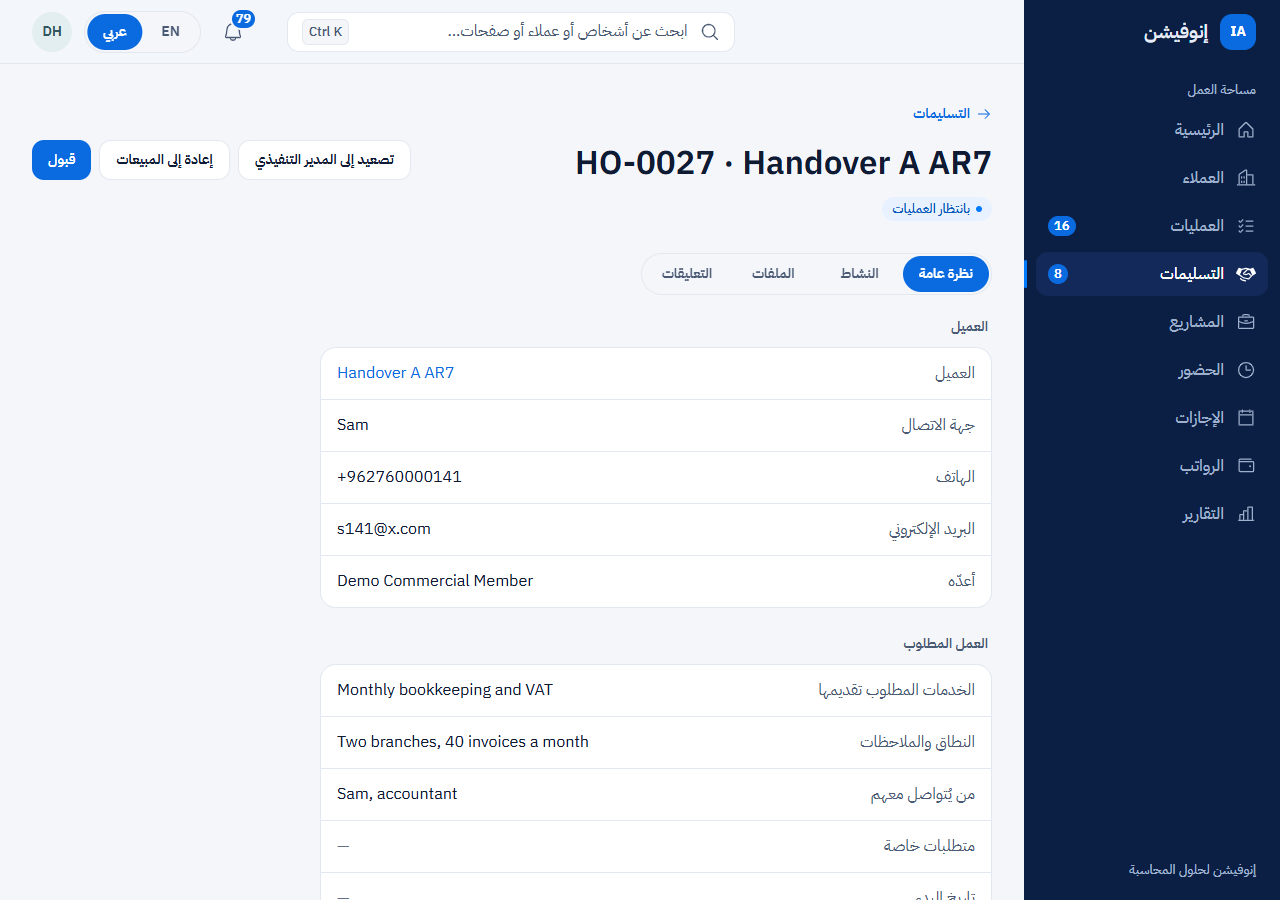 IA إنوفيشن
مساحة العمل
الرئيسية
العملاء
العمليات 16
التسليمات 8
المشاريع
الحضور
الإجازات
الرواتب
التقارير
إنوفيشن لحلول المحاسبة
ابحث عن أشخاص أو عملاء أو صفحات... Ctrl K
79
EN عربي
DH
التسليمات
HO-0027 · Handover A AR7
تصعيد إلى المدير التنفيذي إعادة إلى المبيعات قبول
بانتظار العمليات
نظرة عامة النشاط الملفات التعليقات
العميل
العميل Handover A AR7
جهة الاتصال Sam
الهاتف +962760000141
البريد الإلكتروني s141@x.com
أعدّه Demo Commercial Member
العمل المطلوب
الخدمات المطلوب تقديمها Monthly bookkeeping and VAT
النطاق والملاحظات Two branches, 40 invoices a month
من يُتواصل معهم Sam, accountant
متطلبات خاصة —
تاريخ البدء —